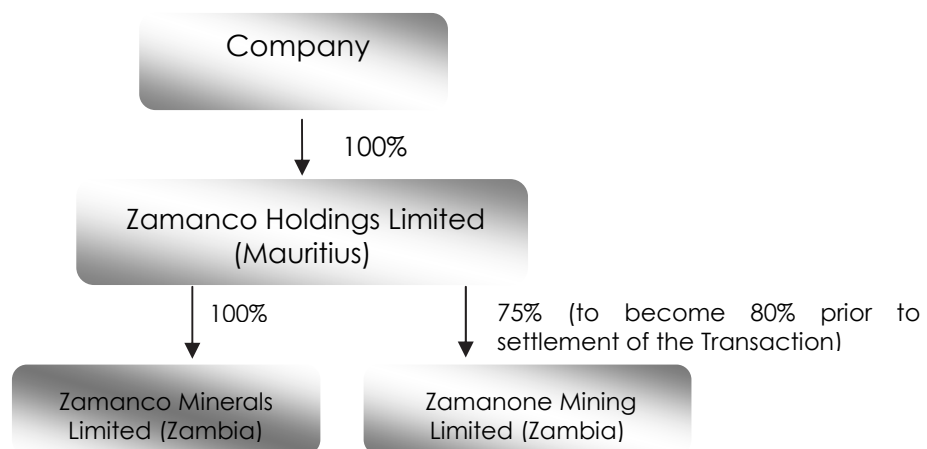 Company
100%
Zamanco Holdings Limited
(Mauritius)
100%
75% (to become 80% prior to
settlement of the Transaction)
Zamanco Minerals
Limited (Zambia)
Zamanone Mining
Limited (Zambia)